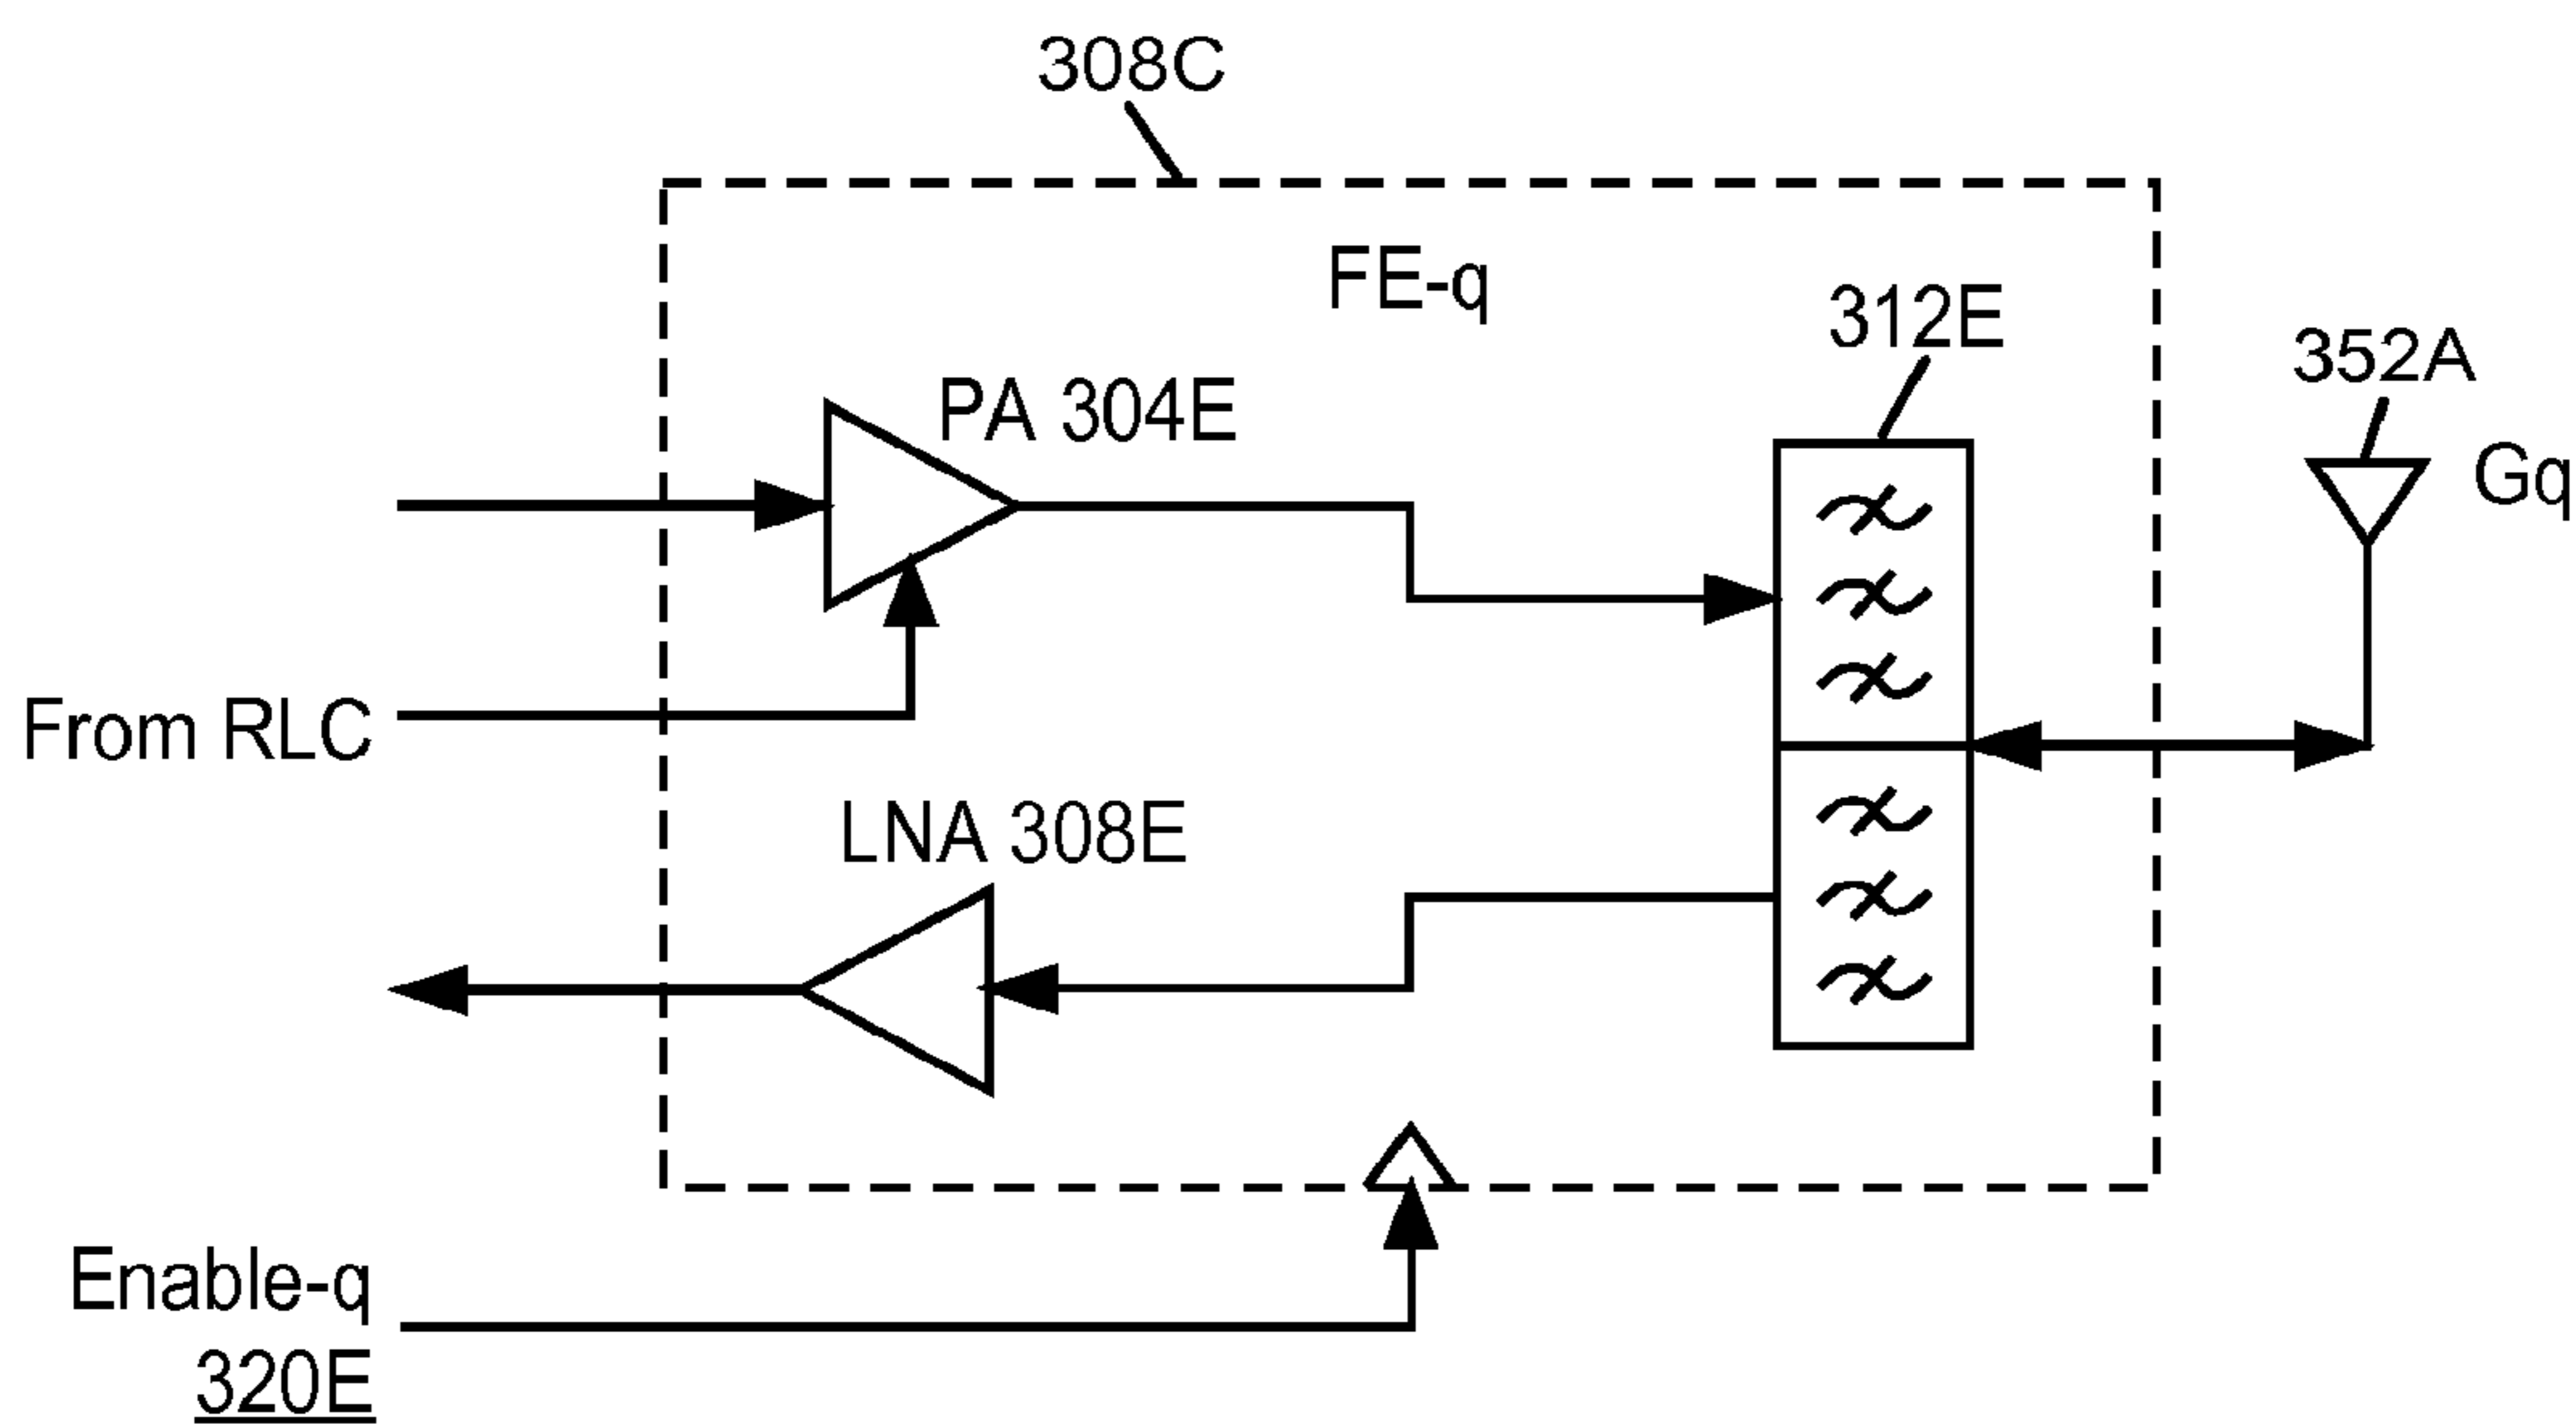 308C
FE-q
312E
352A
PA 304E
Gq
From RLC
LNA 308E
Enable-q
320E